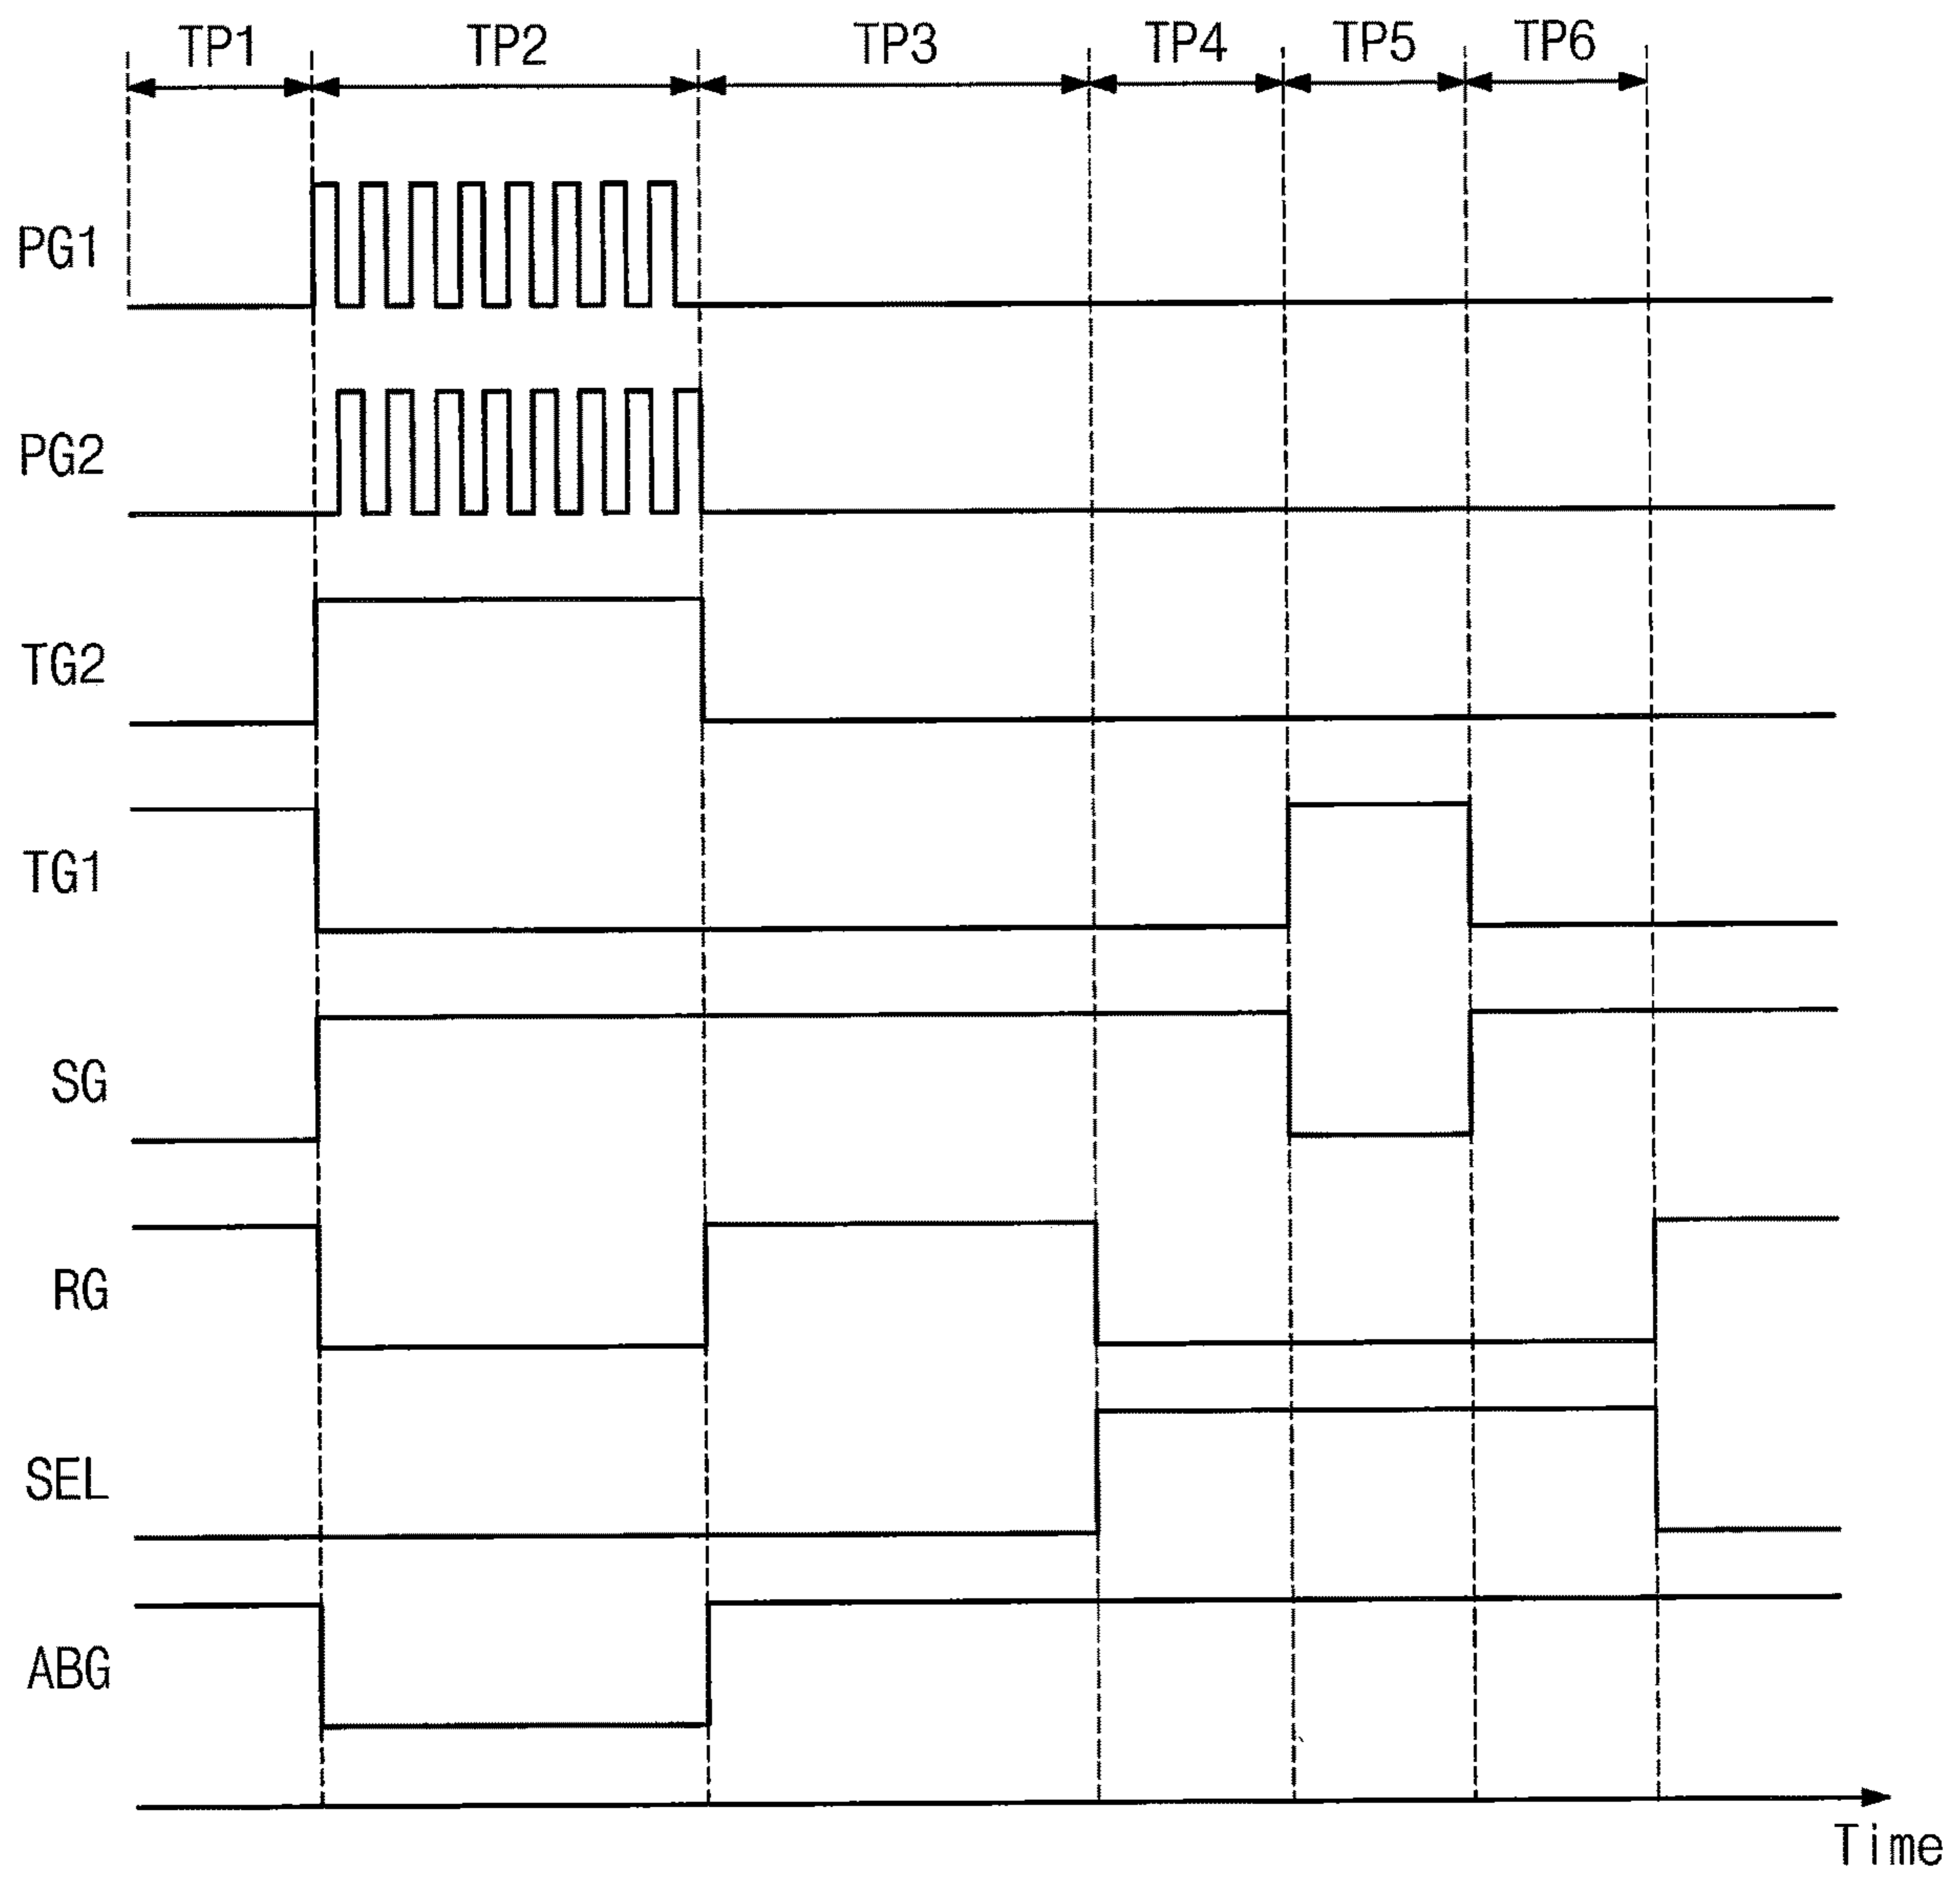 TP1 TP2 TP3 TP4 TP5 TP6
PG1
PG2
TG2
TG1
SG
RG
SEL
ABG
Time